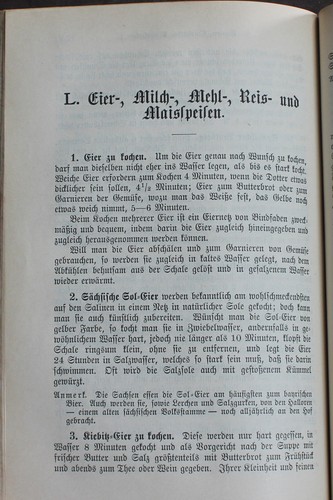 L. Eier-, Milch-, Mehl-, Reis- und
Maisspeisen.
1. Eier zu kochen. Um die Eier genau nach Wunsch zu kochen,
darf man dieselben nicht eher ins Wasser legen, als bis es stark kocht.
Weiche Eier erfordern zum Kochen 4 Minuten, wenn die Dotter etwas
dicklicher sein sollen, 4½ Minuten; Eier zum Butterbrot oder zum
Garnieren der Gemüse, wozu man das Weiße fest, das Gelbe noch
etwas weich nimmt, 5—6 Minuten.
Beim Kochen mehrerer Eier ist ein Eiernetz von Bindfaden zweck-
mäßig und bequem, indem darin die Eier zugleich hineingegeben und
zugleich herausgenommen werden können.
Will man die Eier abschälen und zum Garnieren von Gemüse
gebrauchen, so werden sie zugleich in kaltes Wasser gelegt, nach dem
Abkühlen behutsam aus der Schale gelöst und in gesalzenem Wasser
wieder erwärmt.
2. Sächsische Sol-Eier werden bekanntlich am wohlschmeckendsten
auf den Salinen in einem Netz in natürlicher Sole gekocht; doch kann
man sie auch künstlich zubereiten. Wünscht man die Sol-Eier von
gelber Farbe, so kocht man sie in Zwiebelwasser, andernfalls in ge-
wöhnlichem Wasser hart, jedoch nie länger als 10 Minuten, klopft die
Schale ringsum klein, ohne sie zu entfernen, und legt die Eier
24 Stunden in Salzwasser, welches so stark sein muß, daß sie darin
schwimmen. Oft wird die Salzsole auch mit gestoßenem Kümmel
gewürzt.
Anmerk. Die Sachsen essen die Sol-Eier am häufigsten zum bayrischen
Bier. Auch werden sie, sowie Lerchen und Salzgurken, von den Halloren
— einem alten sächsischen Volksstamme — noch alljährlich an den Hof
gebracht.
3. Kiebitz-Eier zu kochen. Diese werden nur hart gegessen, in
Wasser 8 Minuten gekocht und als Vorgericht nach der Suppe mit
frischer Butter und Salz größtenteils mit Butterbrot zum Frühstück
und abends zum Thee oder Wein gegeben. Ihrer Kleinheit und feinen